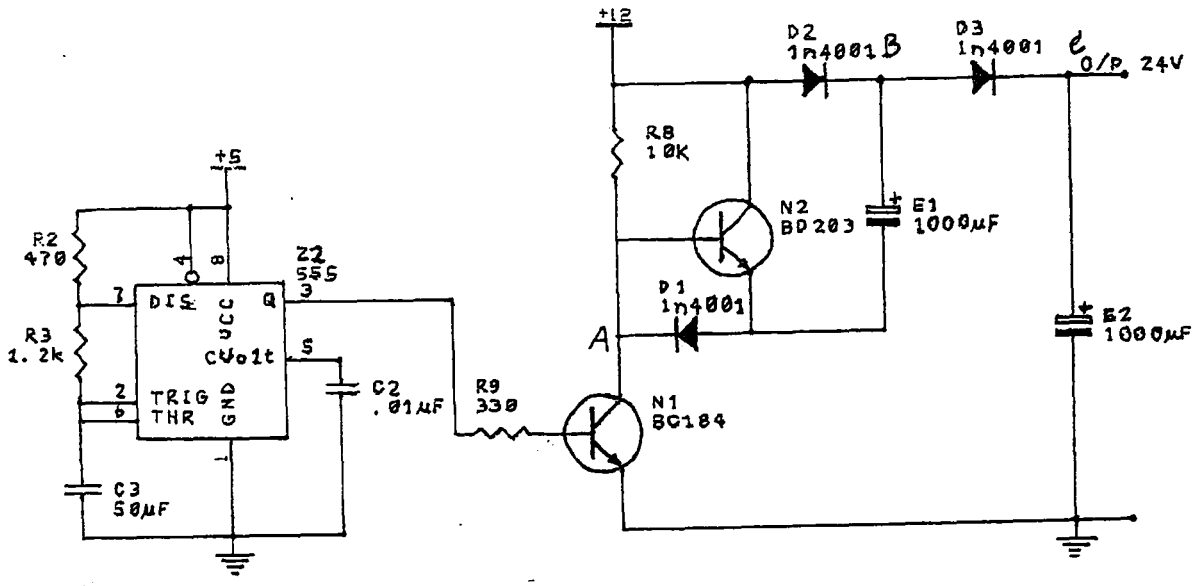 +12
D2
1n4001
B
D3
1n4001
C
O/P 24V
R8
10K
+5
N2
BD203
E1
1000µF
R2
470
4
8
Z2
555
3
7
DIS
VCC
Q
D1
1n4001
A
E2
1000µF
R3
1.2k
5
CVolt
2
TRIG
6
THR
GND
C2
.01µF
R9
330
N1
BC184
1
C3
50µF